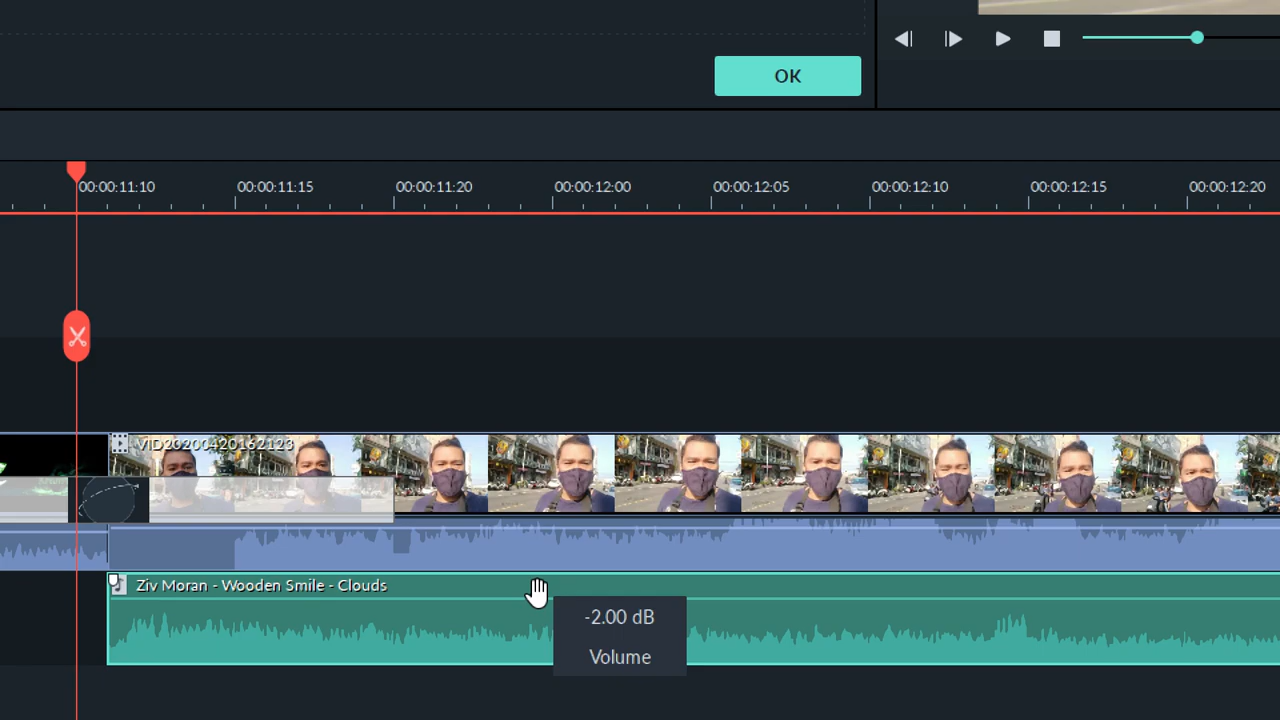 OK
00:00:11:10
00:00:11:15
00:00:11:20
00:00:12:00
00:00:12:05
00:00:12:10
00:00:12:15
00:00:12:20
VID20200420162123
Ziv Moran - Wooden Smile - Clouds
-2.00 dB
Volume